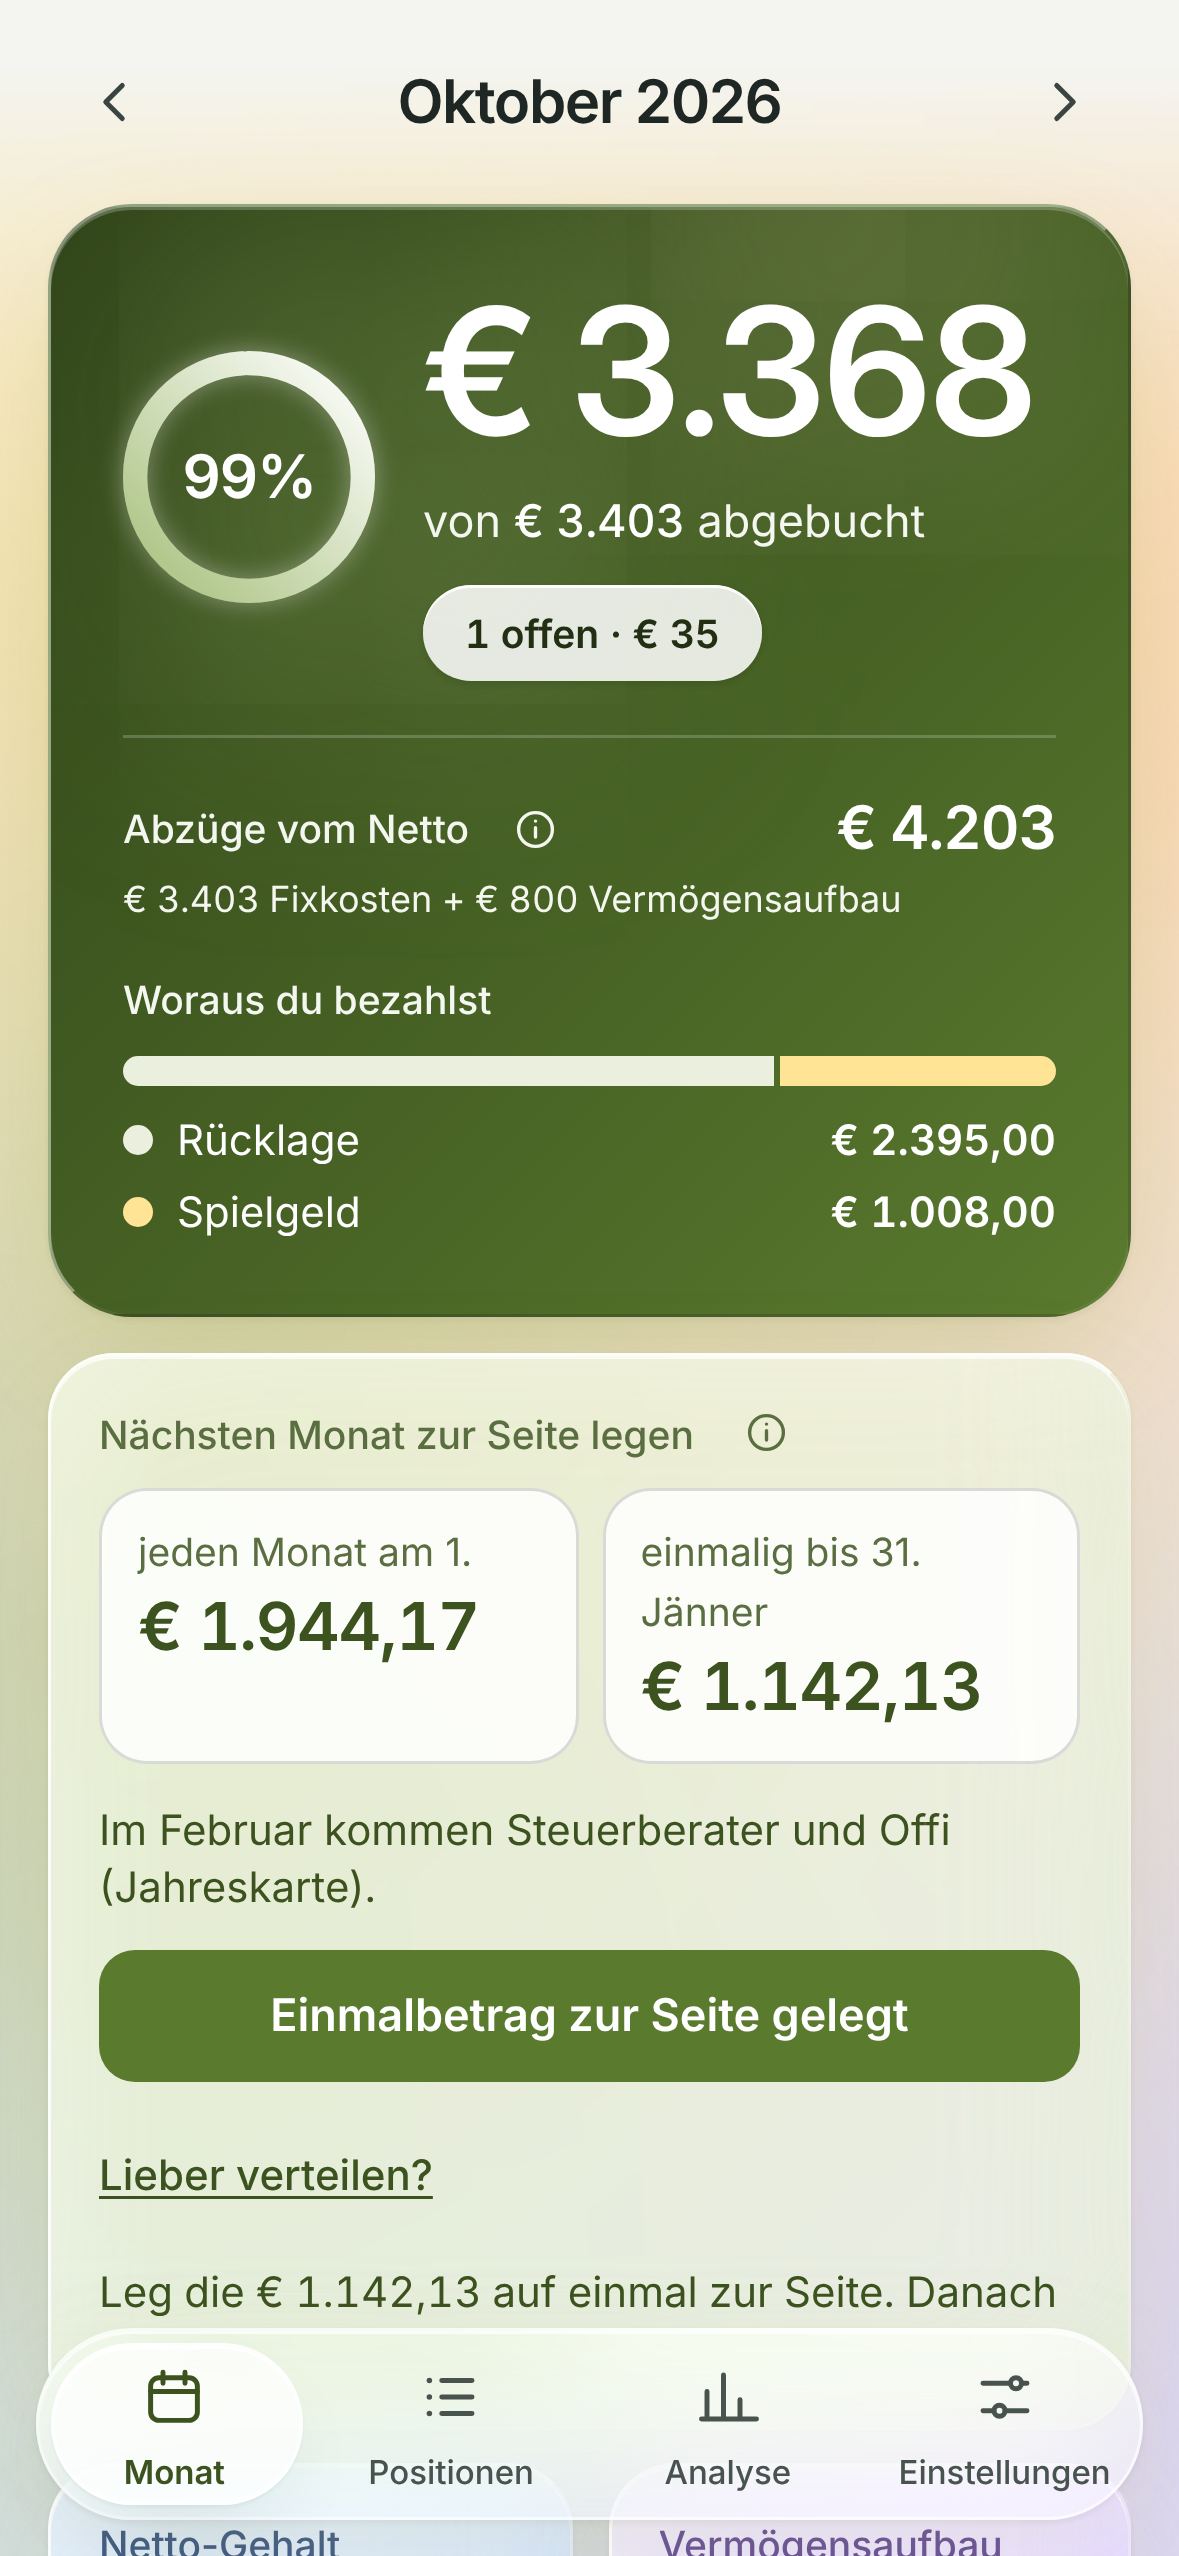 Oktober 2026
€ 3.368
99%
von € 3.403 abgebucht
1 offen · € 35
Abzüge vom Netto
€ 4.203
€ 3.403 Fixkosten + € 800 Vermögensaufbau
Woraus du bezahlst
Rücklage
€ 2.395,00
Spielgeld
€ 1.008,00
Nächsten Monat zur Seite legen
jeden Monat am 1.
€ 1.944,17
einmalig bis 31.
Jänner
€ 1.142,13
Im Februar kommen Steuerberater und Offi
(Jahreskarte).
Einmalbetrag zur Seite gelegt
Lieber verteilen?
Leg die € 1.142,13 auf einmal zur Seite. Danach
Monat
Positionen
Analyse
Einstellungen
Netto-Gehalt
Vermögensaufbau